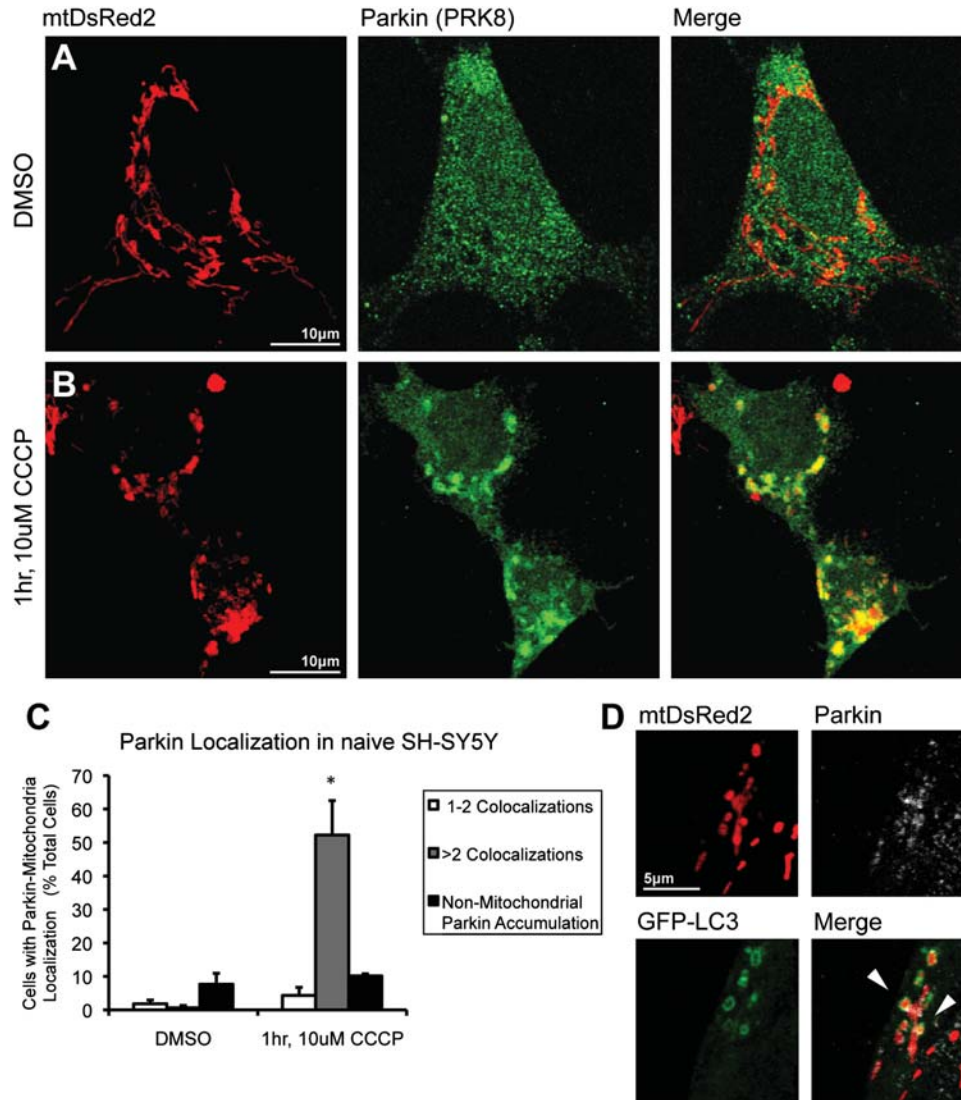 mtDsRed2 Parkin (PRK8) Merge
A
DMSO
10μm
B
1hr, 10uM CCCP
10μm
C
Parkin Localization in naive SH-SY5Y
Cells with Parkin-Mitochondria
Localization (% Total Cells)
70
60
50
40
30
20
10
0
*
DMSO 1hr, 10uM CCCP
1-2 Colocalizations
>2 Colocalizations
Non-Mitochondrial
Parkin Accumulation
D
mtDsRed2 Parkin
5μm
GFP-LC3 Merge